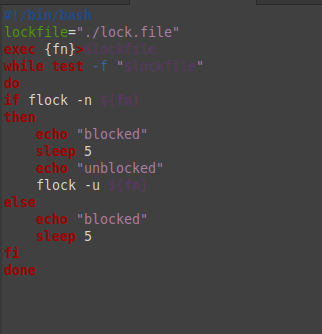 #!/bin/bash
lockfile="./lock.file"
exec {fn}>$lockfile
while test -f "$lockfile"
do
if flock -n ${fn}
then
    echo "blocked"
    sleep 5
    echo "unblocked"
    flock -u ${fn}
else
    echo "blocked"
    sleep 5
fi
done